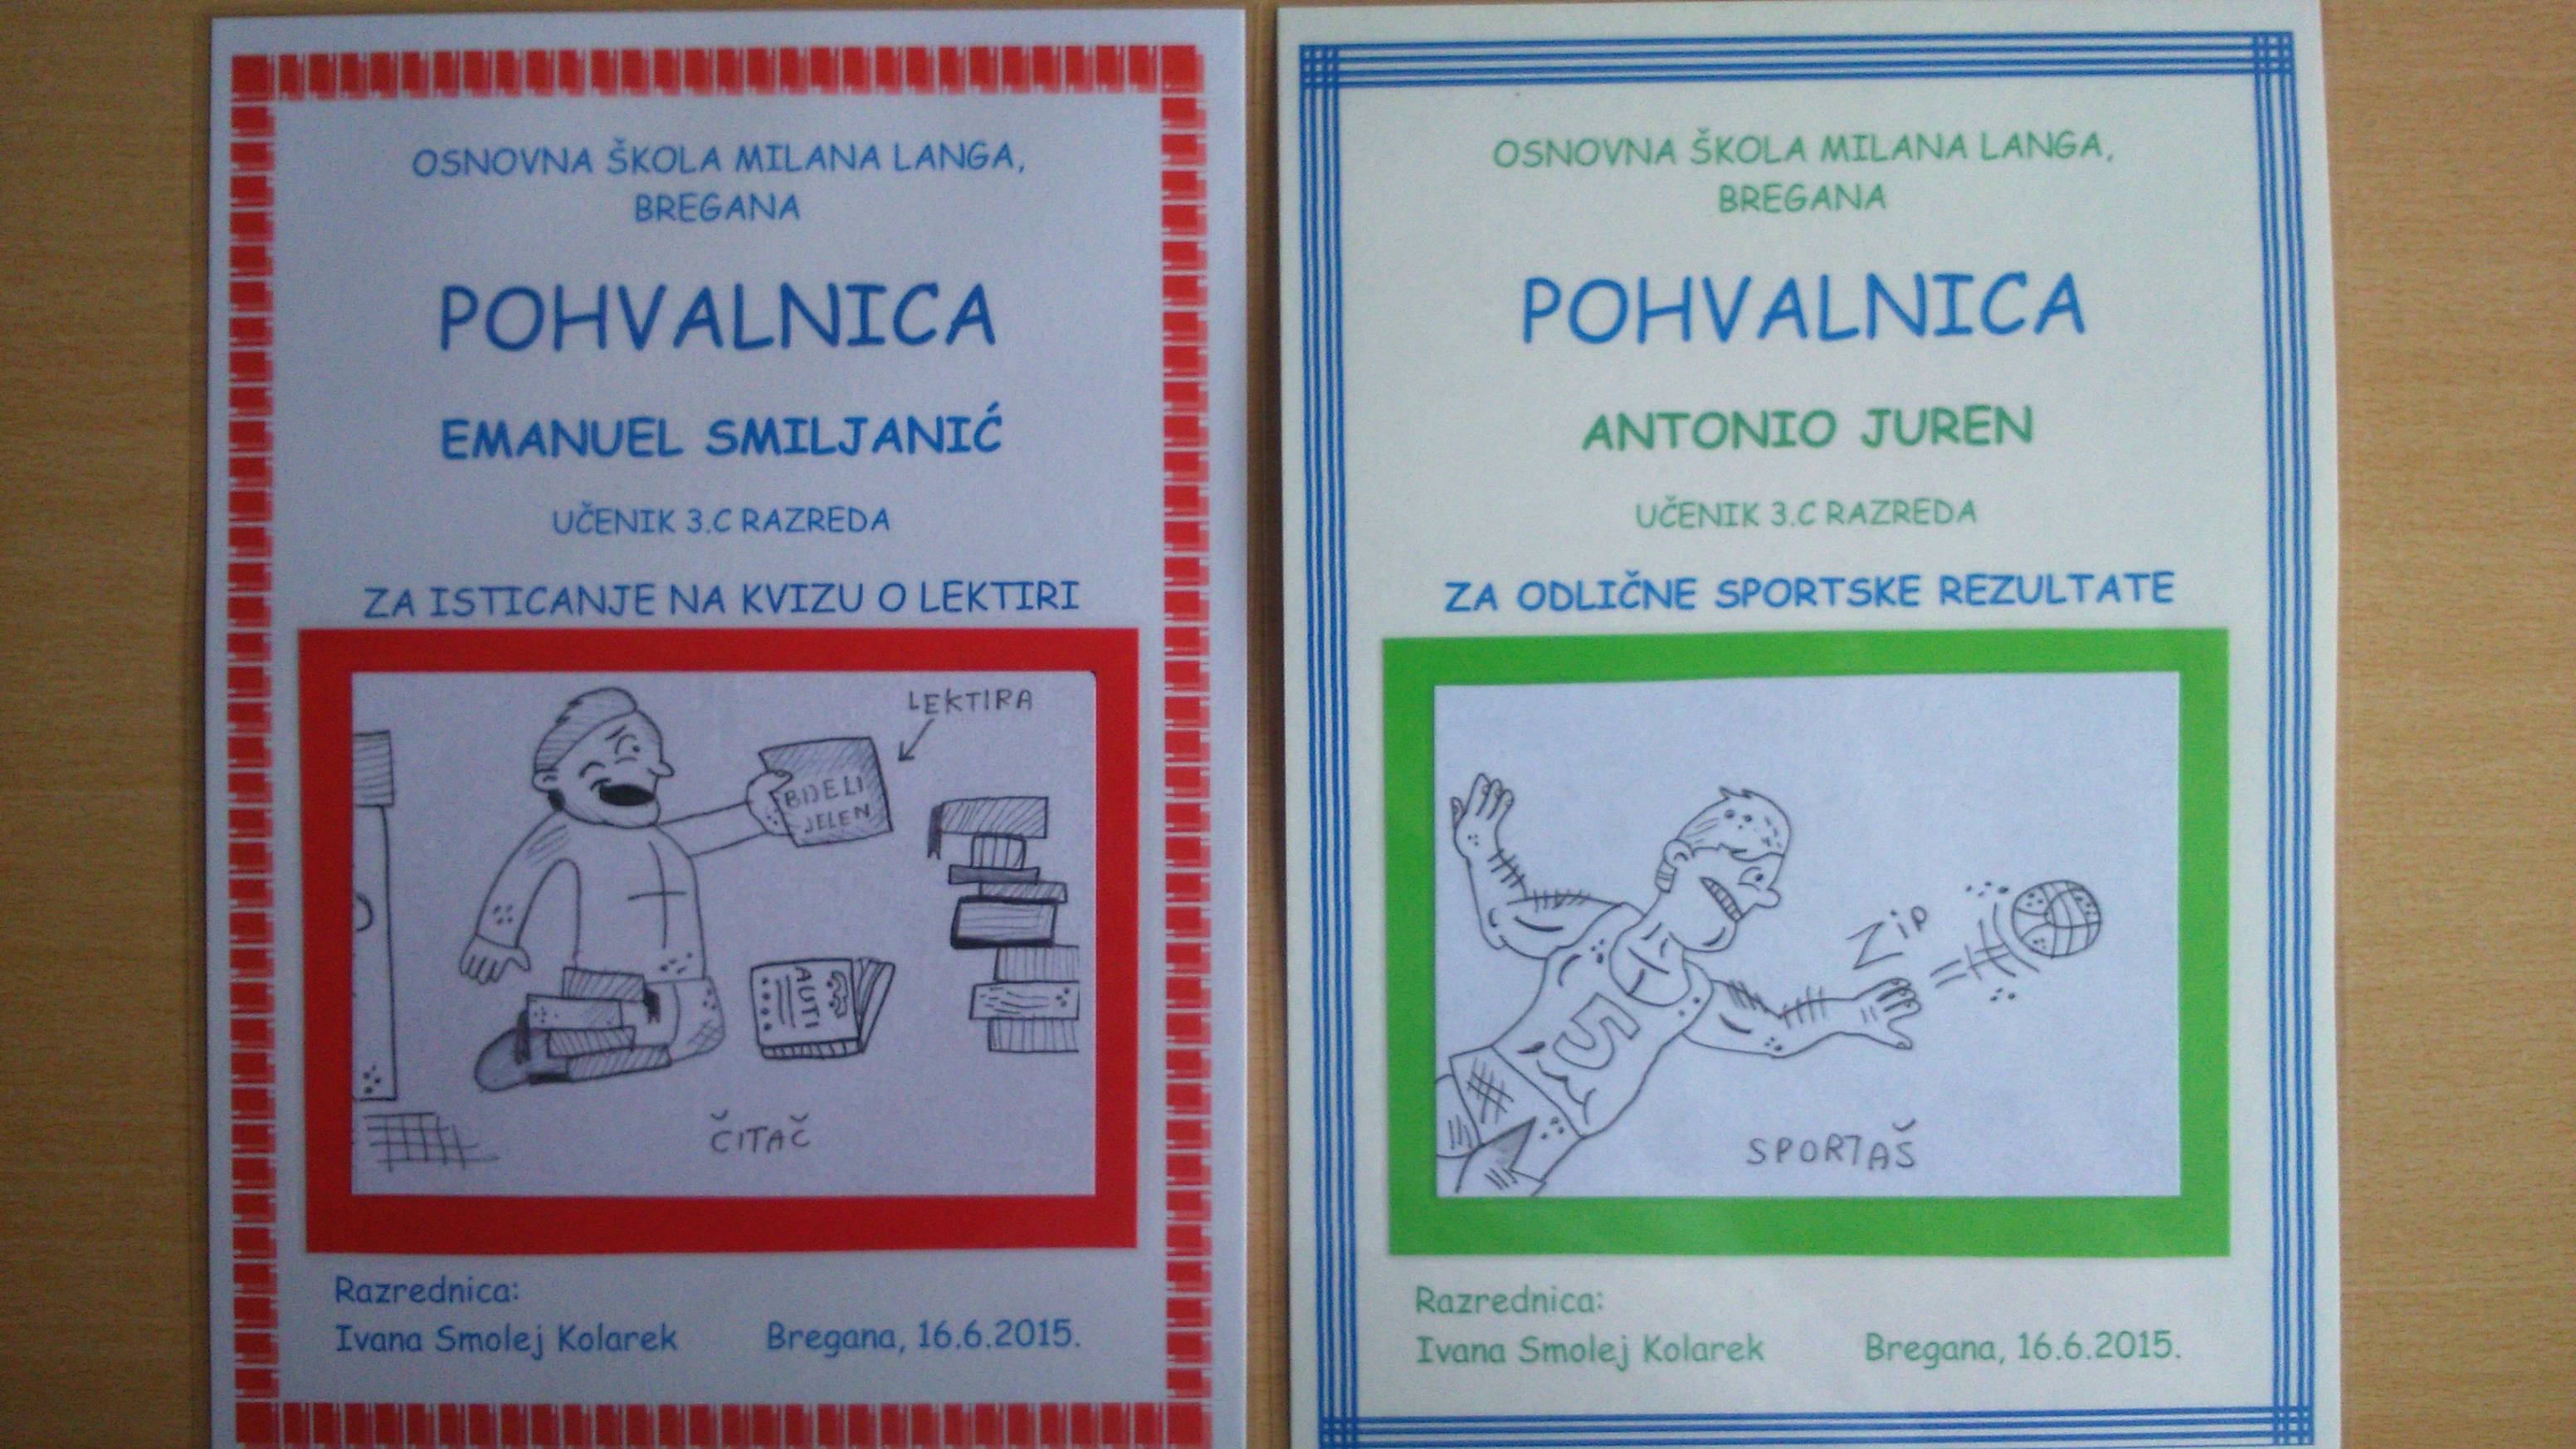 OSNOVNA ŠKOLA MILANA LANGA,
BREGANA
POHVALNICA
EMANUEL SMILJANIĆ
UČENIK 3.C RAZREDA
ZA ISTICANJE NA KVIZU O LEKTIRI
LEKTIRA
BIJELI
JELEN
AUTI
ČITAČ
Razrednica:
Ivana Smolej Kolarek Bregana, 16.6.2015.
OSNOVNA ŠKOLA MILANA LANGA,
BREGANA
POHVALNICA
ANTONIO JUREN
UČENIK 3.C RAZREDA
ZA ODLIČNE SPORTSKE REZULTATE
ZIP
5
SPORTAŠ
Razrednica:
Ivana Smolej Kolarek Bregana, 16.6.2015.